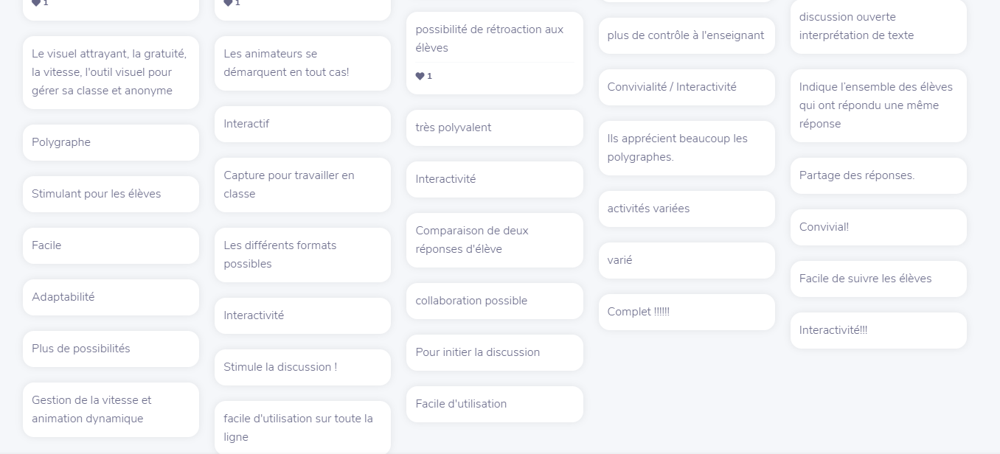 1
Le visuel attrayant, la gratuité,
la vitesse, l'outil visuel pour
gérer sa classe et anonyme
Polygraphe
Stimulant pour les élèves
Facile
Adaptabilité
Plus de possibilités
Gestion de la vitesse et
animation dynamique
1
Les animateurs se
démarquent en tout cas!
Interactif
Capture pour travailler en
classe
Les différents formats
possibles
Interactivité
Stimule la discussion !
facile d'utilisation sur toute la
ligne
possibilité de rétroaction aux
élèves
1
très polyvalent
Interactivité
Comparaison de deux
réponses d'élève
collaboration possible
Pour initier la discussion
Facile d'utilisation
plus de contrôle à l'enseignant
Convivialité / Interactivité
Ils apprécient beaucoup les
polygraphes.
activités variées
varié
Complet !!!!!!
discussion ouverte
interprétation de texte
Indique l’ensemble des élèves
qui ont répondu une même
réponse
Partage des réponses.
Convivial!
Facile de suivre les élèves
Interactivité!!!